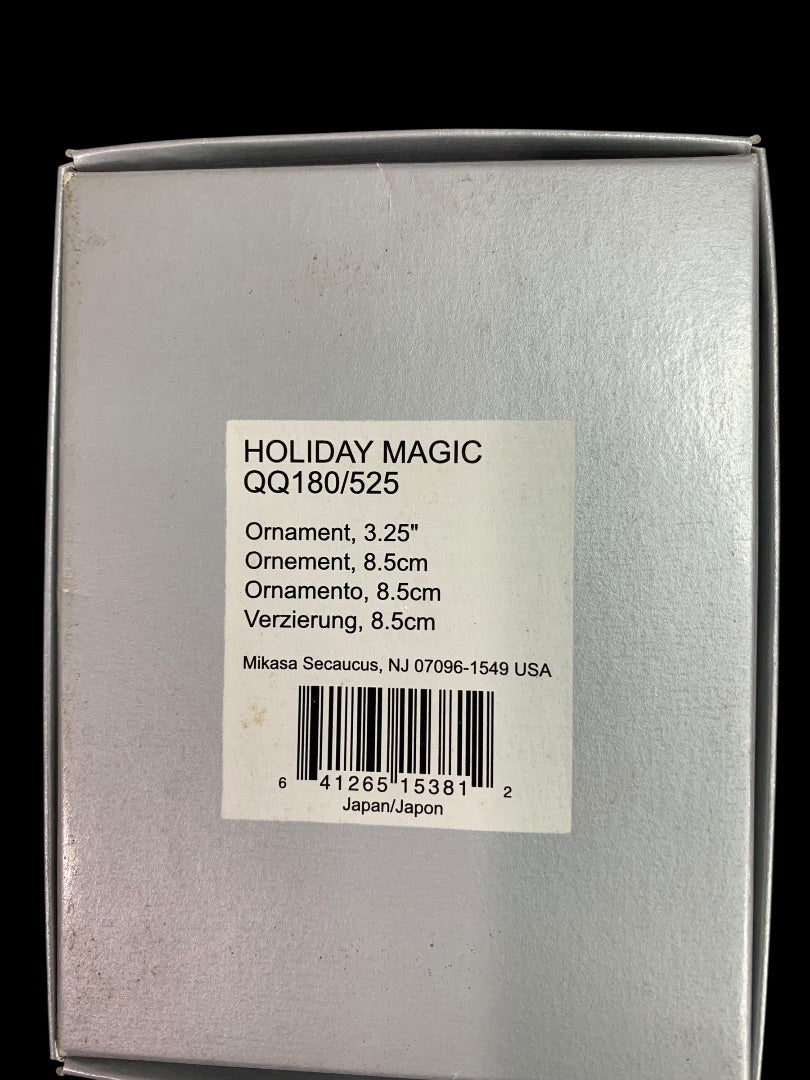 HOLIDAY MAGIC
QQ180/525
Ornament, 3.25"
Ornement, 8.5cm
Ornamento, 8.5cm
Verzierung, 8.5cm
Mikasa Secaucus, NJ 07096-1549 USA
6 41265 15381 2
Japan/Japon